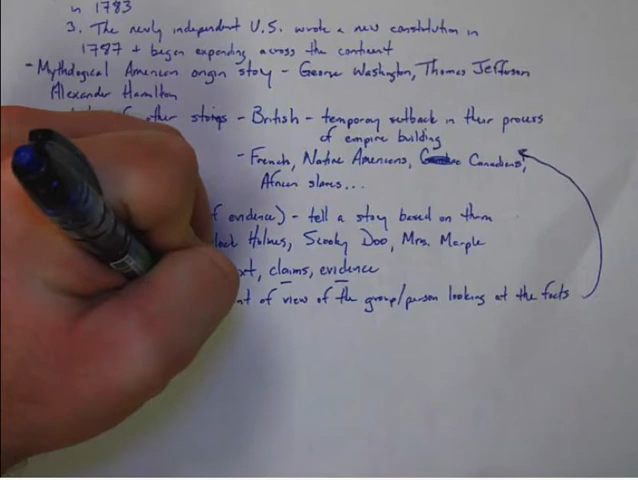 in 1783
3. The newly independent U.S. wrote a new constitution in
1787 + began expanding across the continent
- Mythological American origin story - George Washington, Thomas Jefferson
Alexander Hamilton
other stories - British - temporary setback in their process
of empire building
- French, Native Americans, Canadians,
African slaves...
evidence) - tell a story based on them
Holmes, Scooby Doo, Mrs. Marple
claims, evidence
of view of the group/person looking at the facts